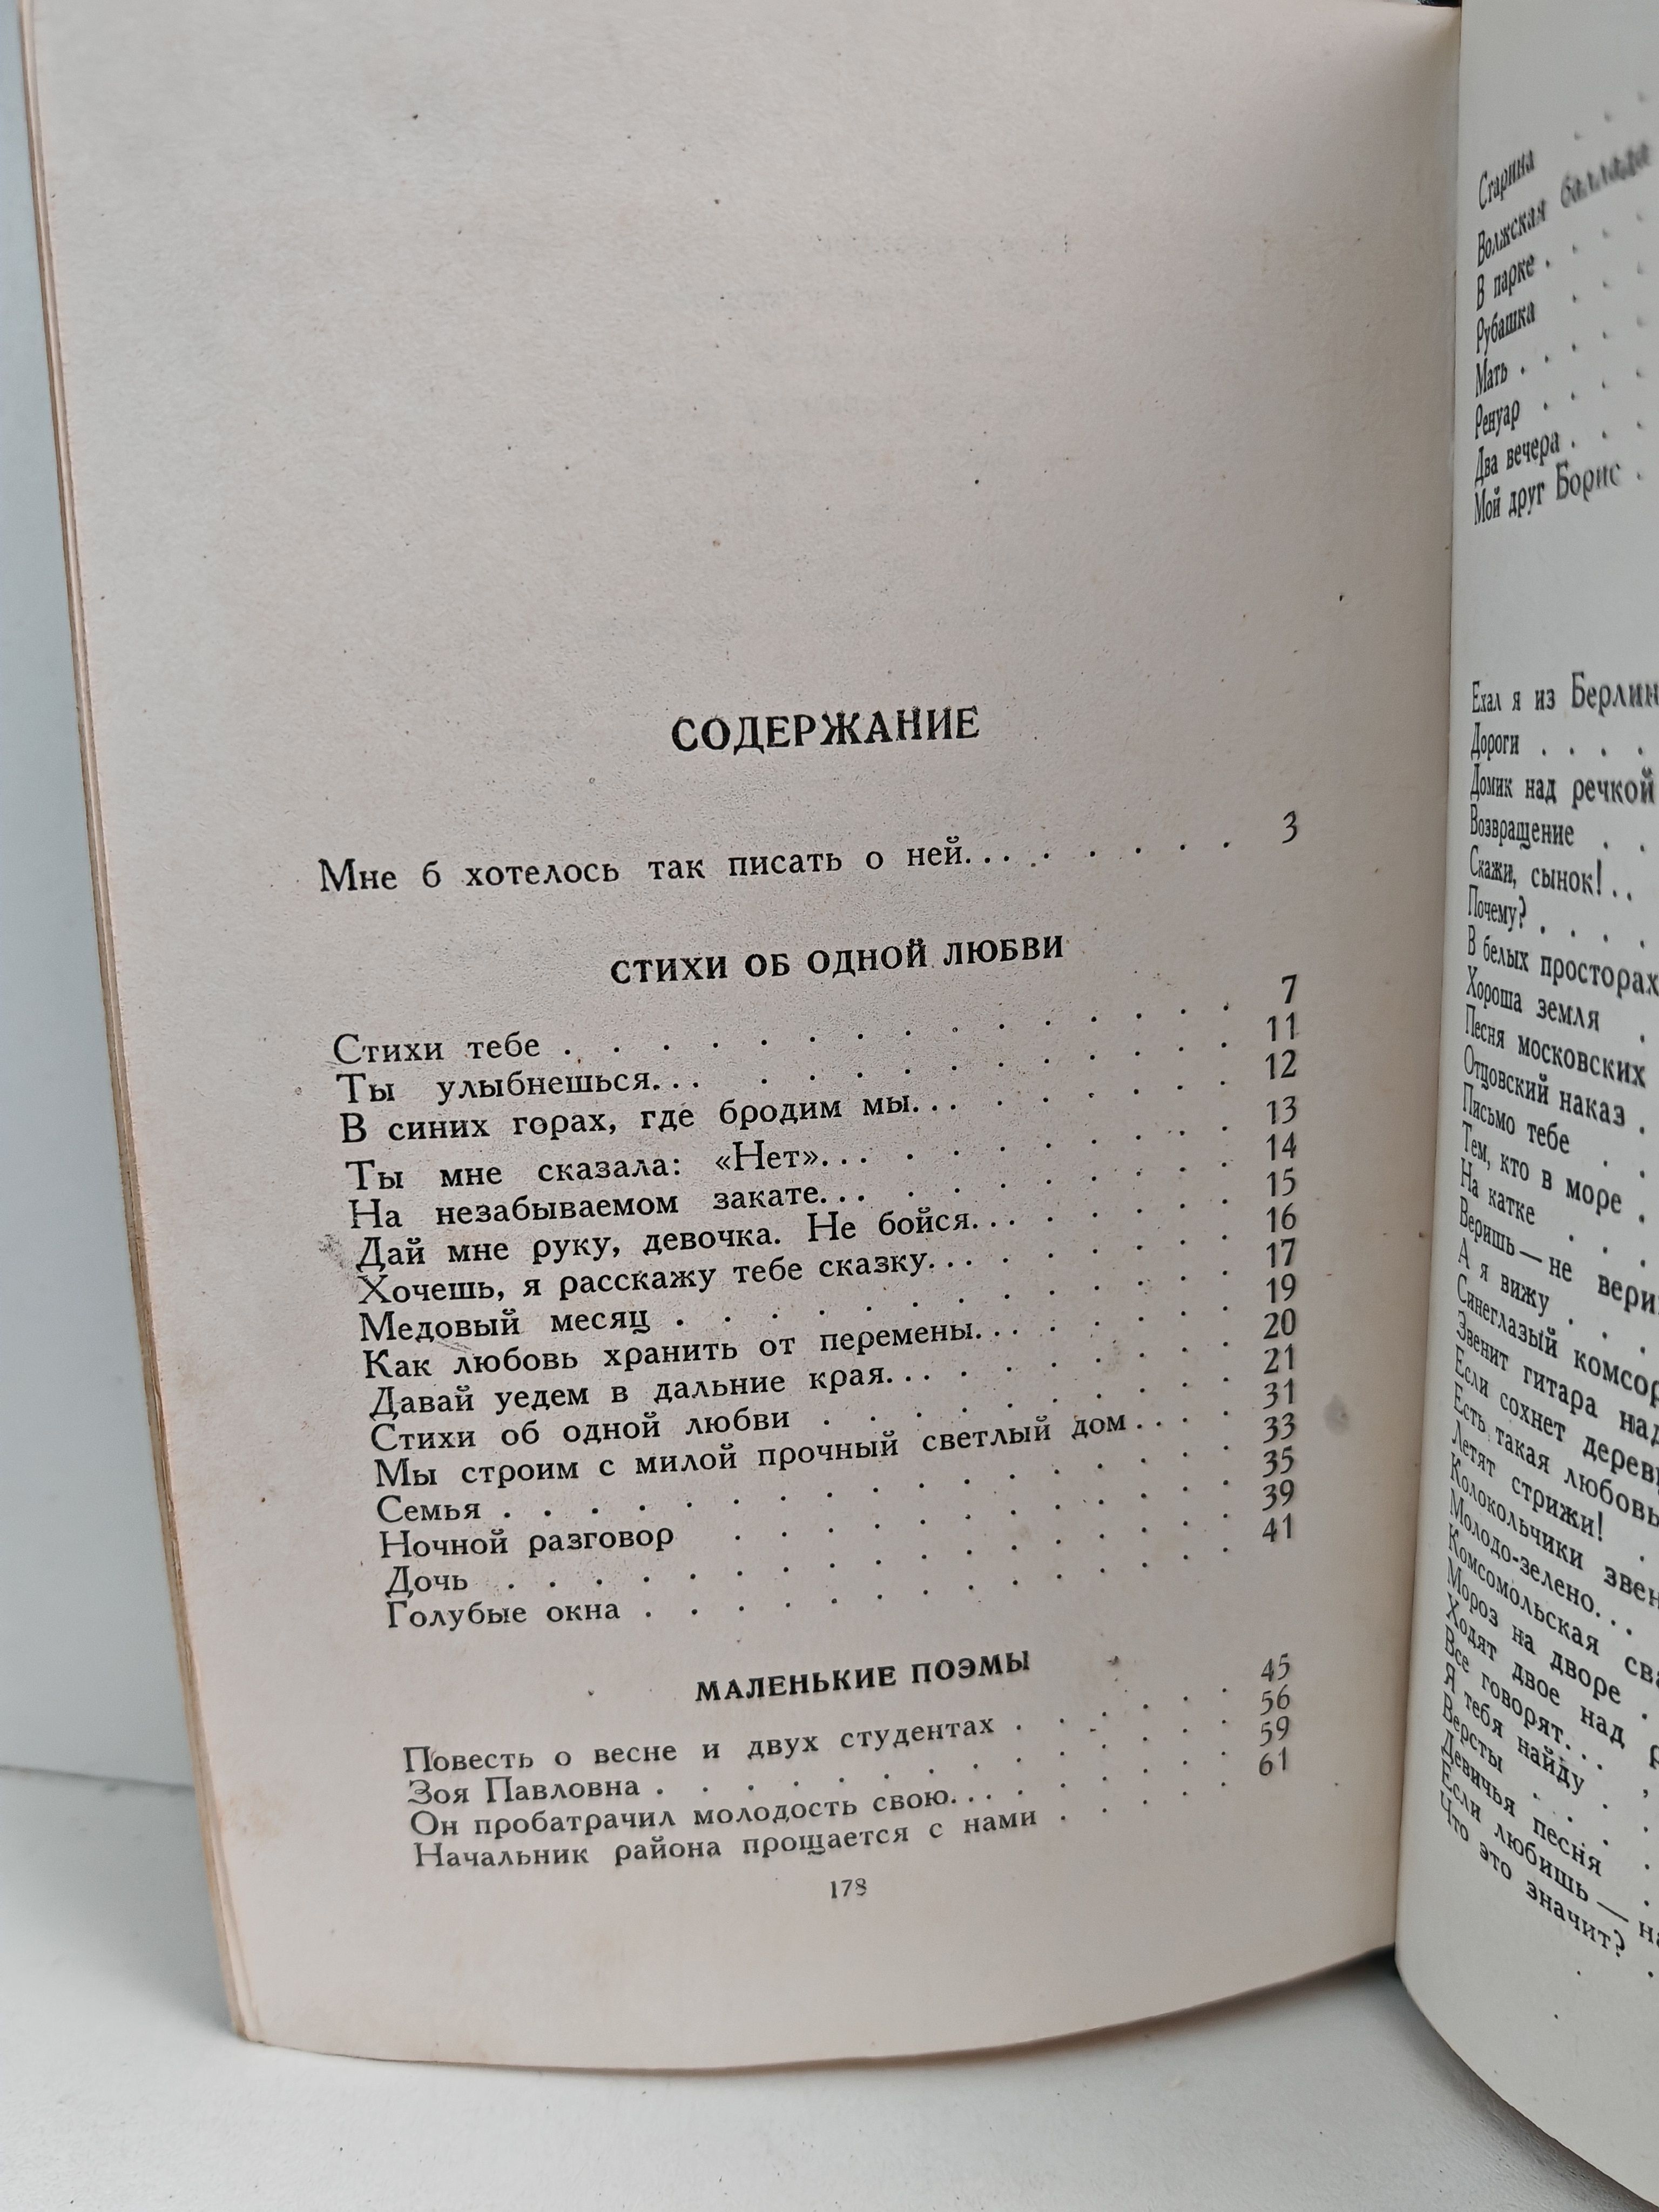 СОДЕРЖАНИЕ
Мне б хотелось так писать о ней... . . . . . 3
СТИХИ ОБ ОДНОЙ ЛЮБВИ
Стихи тебе . . . . . . . . . . . . 7
Ты улыбнешься... . . . . . . . . . 11
В синих горах, где бродим мы... . . . . . . 12
Ты мне сказала: «Нет»... . . . . . . . 13
На незабываемом закате... . . . . . . . 14
Дай мне руку, девочка. Не бойся... . . . . . 15
Хочешь, я расскажу тебе сказку... . . . . . . 16
Медовый месяц . . . . . . . . . . 17
Как любовь хранить от перемены... . . . . . 19
Давай уедем в дальние края... . . . . . . . 20
Стихи об одной любви . . . . . . . . 21
Мы строим с милой прочный светлый дом . . . 31
Семья . . . . . . . . . . . . . 33
Ночной разговор . . . . . . . . . 35
Дочь . . . . . . . . . . . . . 39
Голубые окна . . . . . . . . . . 41
МАЛЕНЬКИЕ ПОЭМЫ
Повесть о весне и двух студентах . . . . . 45
Зоя Павловна . . . . . . . . . . 56
Он пробатрачил молодость свою... . . . . . 59
Начальник района прощается с нами . . . . 61
178
Старина
Волжская баллада
В парке . .
Рубашка . .
Мать . . .
Ренуар . . .
Два вечера . . .
Мой друг Борис .
Ехал я из
Дороги . . . .
Домик над речкой
Возвращение . .
Скажи, сынок! . .
Почему? . . . .
В белых просторах
Хороша земля .
Песня московских
Отцовский наказ .
Письмо тебе . .
Тем, кто в море .
На катке . . .
Веришь — не
А я вижу . .
Синеглазый
Звенит гитара
Если сохнет
Есть такая любовь
Летят стрижи!
Колокольчики
Молодо-зелено. . .
Комсомольская
Мороз на дворе .
Ходят двое над
Все говорят. . .
Я тебя найду .
Версты . . .
Девичья песня .
Если любишь —
Что это значит? .